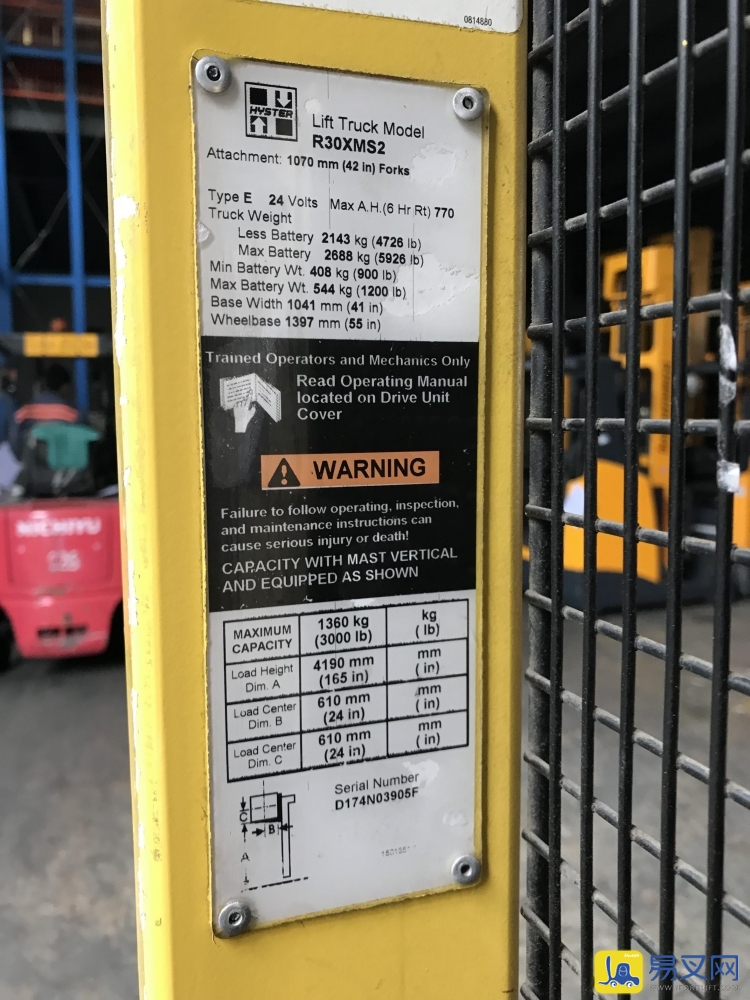 0814880
HYSTER
Lift Truck Model
R30XMS2
Attachment: 1070 mm (42 in) Forks
Type E 24 Volts Max A.H.(6 Hr Rt) 770
Truck Weight
Less Battery 2143 kg (4726 lb)
Max Battery 2688 kg (5926 lb)
Min Battery Wt. 408 kg (900 lb)
Max Battery Wt. 544 kg (1200 lb)
Base Width 1041 mm (41 in)
Wheelbase 1397 mm (55 in)
Trained Operators and Mechanics Only
Read Operating Manual
located on Drive Unit
Cover
WARNING
Failure to follow operating, inspection,
and maintenance instructions can
cause serious injury or death!
CAPACITY WITH MAST VERTICAL
AND EQUIPPED AS SHOWN
MAXIMUM CAPACITY 1360 kg (3000 lb) kg ( lb)
Load Height Dim. A 4190 mm (165 in) mm ( in)
Load Center Dim. B 610 mm (24 in) mm ( in)
Load Center Dim. C 610 mm (24 in) mm ( in)
Serial Number
D174N03905F
C
B
A
NICHIYU
易叉网